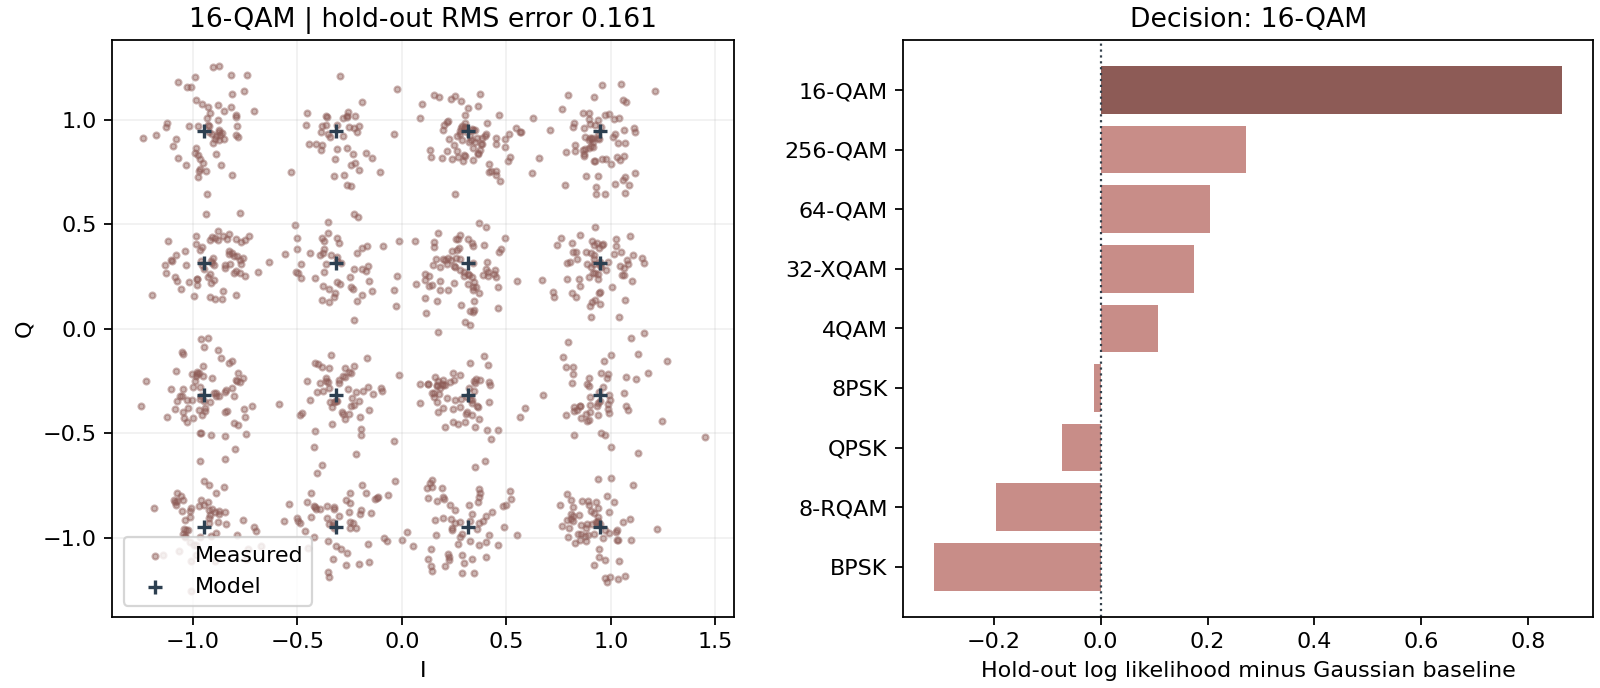 16-QAM | hold-out RMS error 0.161
Q
1.0
0.5
0.0
−0.5
−1.0
Measured
Model
−1.0 −0.5 0.0 0.5 1.0 1.5
I
Decision: 16-QAM
16-QAM
256-QAM
64-QAM
32-XQAM
4QAM
8PSK
QPSK
8-RQAM
BPSK
−0.2 0.0 0.2 0.4 0.6 0.8
Hold-out log likelihood minus Gaussian baseline